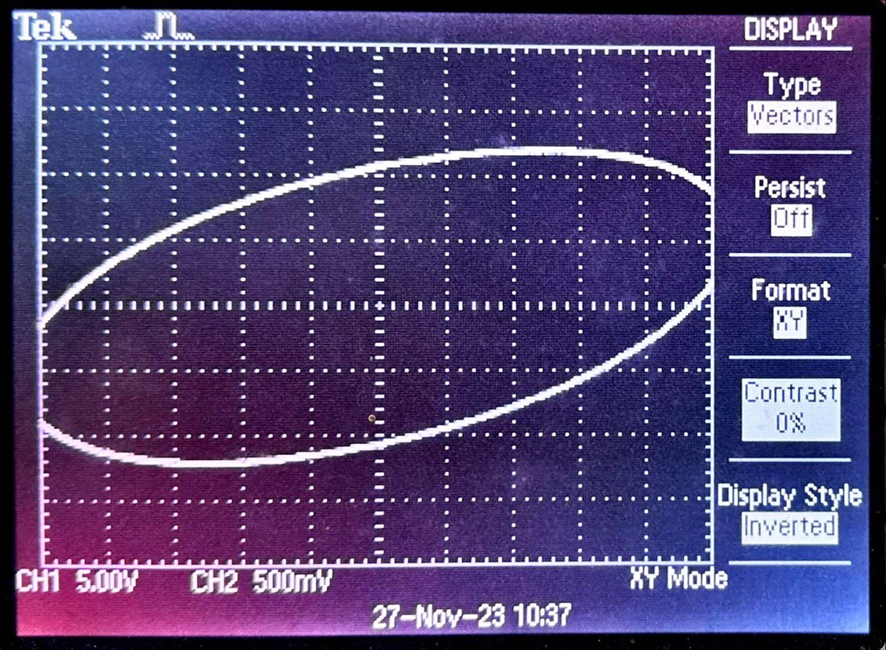 Tek
DISPLAY
Type
Vectors
Persist
Off
Format
XY
Contrast
0%
Display Style
Inverted
CH1 5.00V CH2 500mV XY Mode
27-Nov-23 10:37